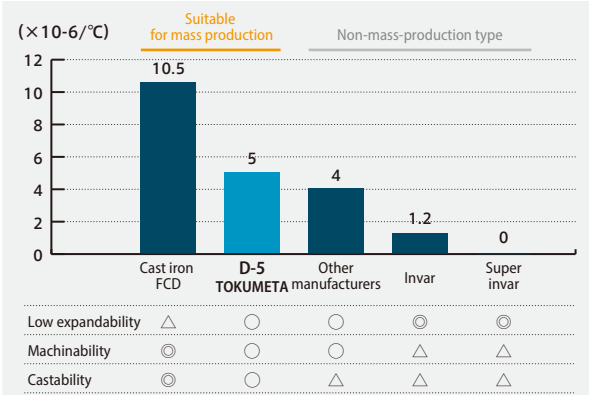 (×10-6/℃)
Suitable
for mass production
Non-mass-production type
12
10
8
6
4
2
0
10.5
5
4
1.2
0
Cast iron
FCD
D-5
TOKUMETA
Other
manufacturers
Invar
Super
invar
Low expandability △ ○ ○ ◎ ◎
Machinability ◎ ○ ○ △ △
Castability ◎ ○ △ △ △